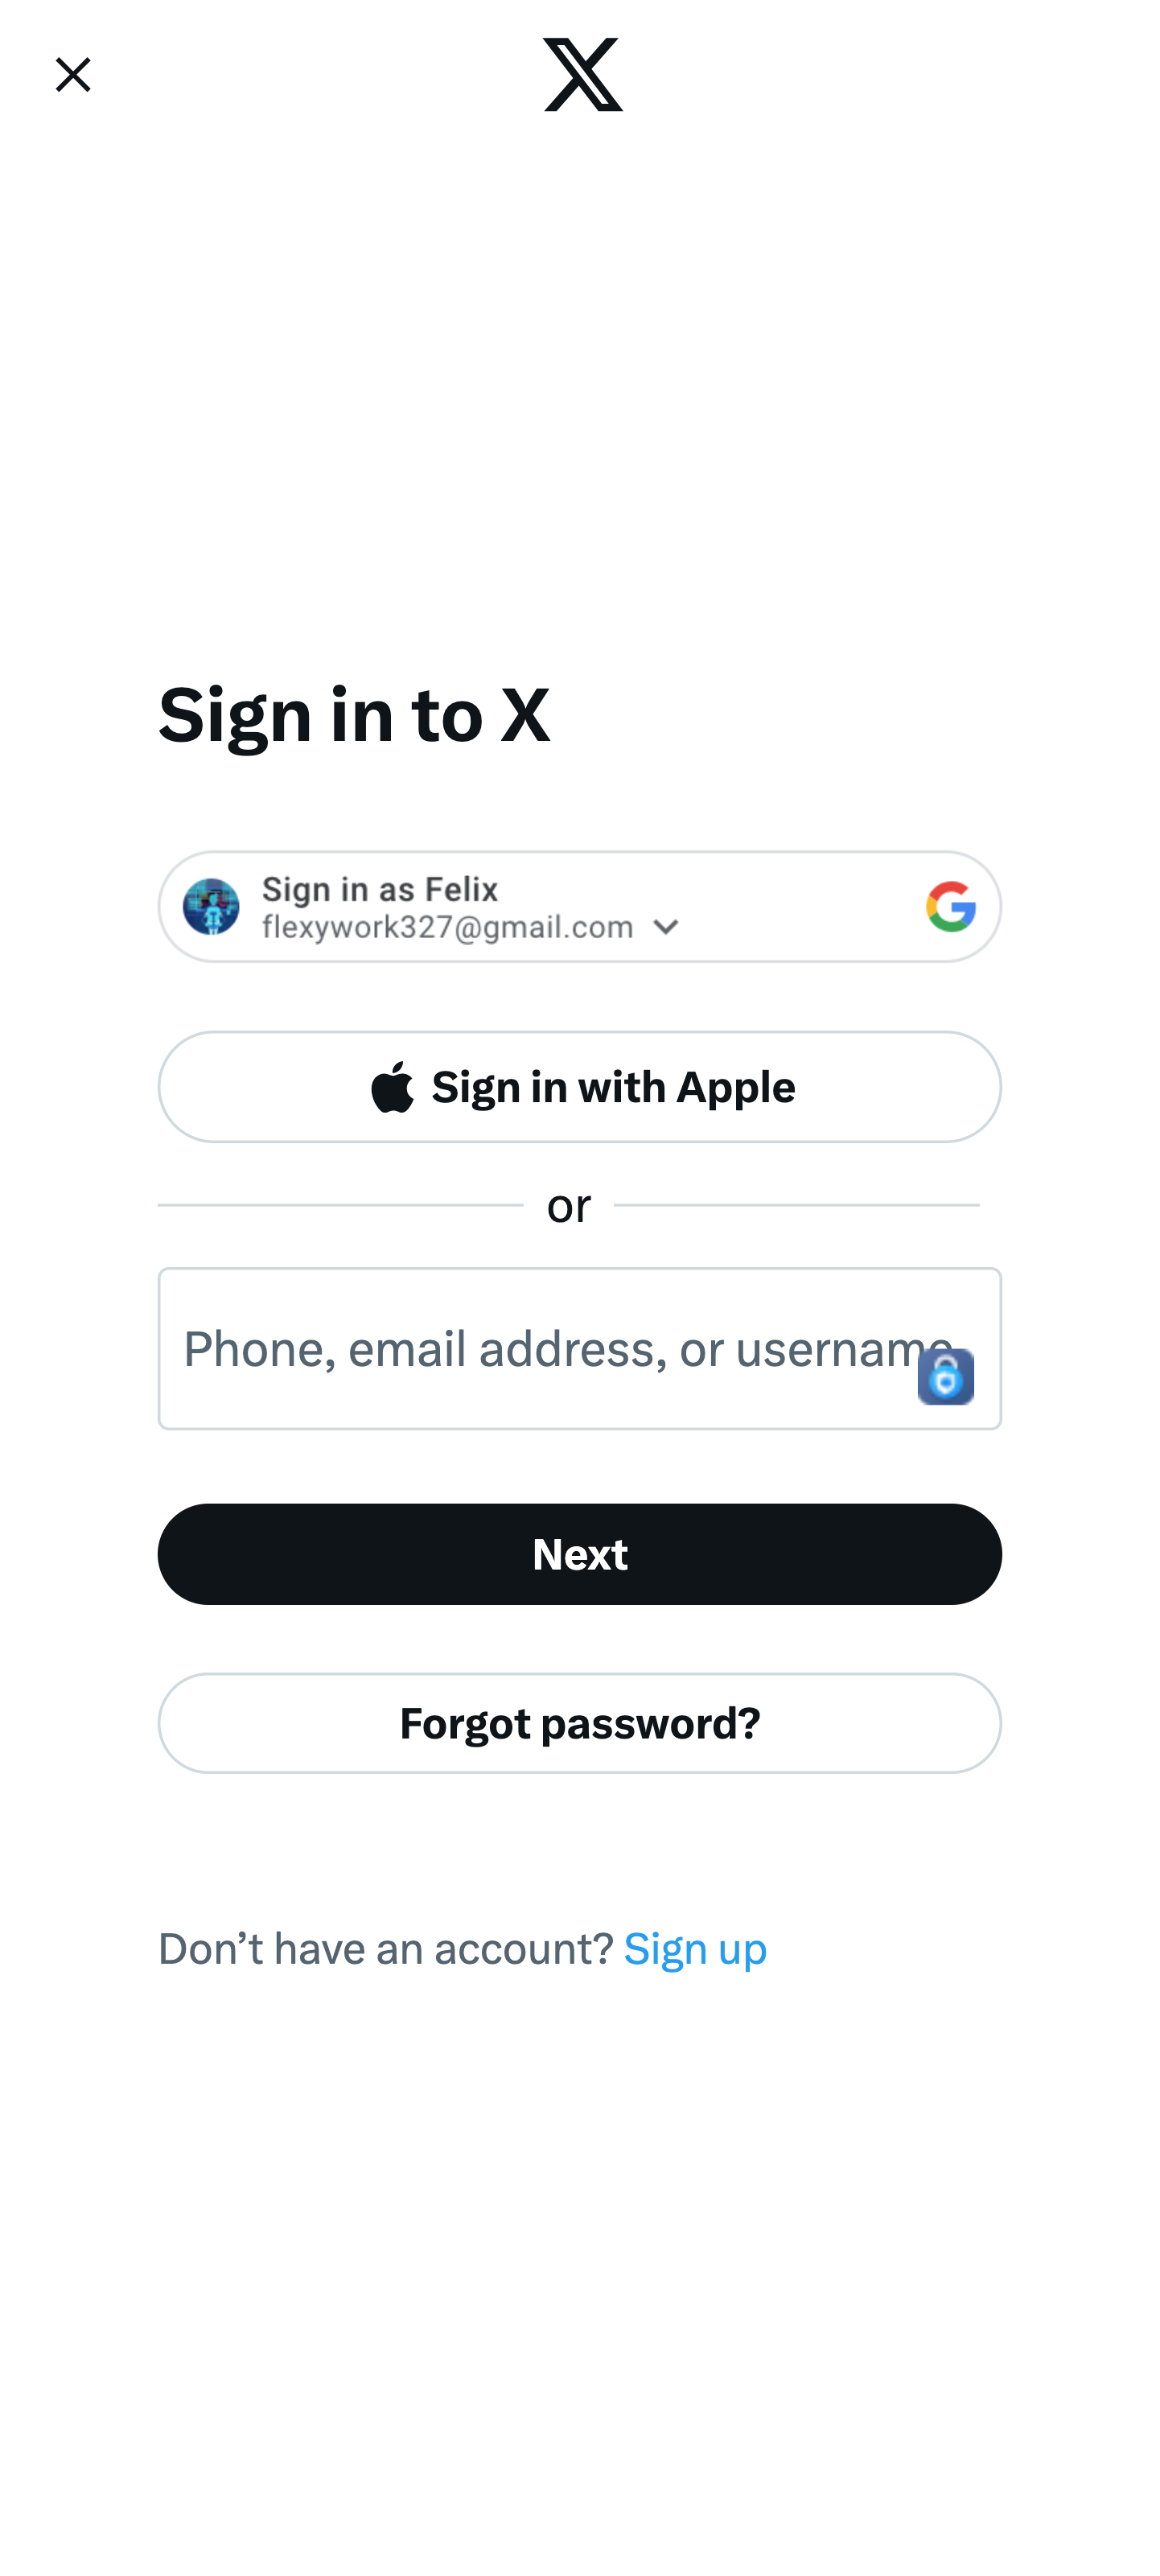 Sign in to X
Sign in as Felix
flexywork327@gmail.com
Sign in with Apple
or
Phone, email address, or username
Next
Forgot password?
Don’t have an account? Sign up